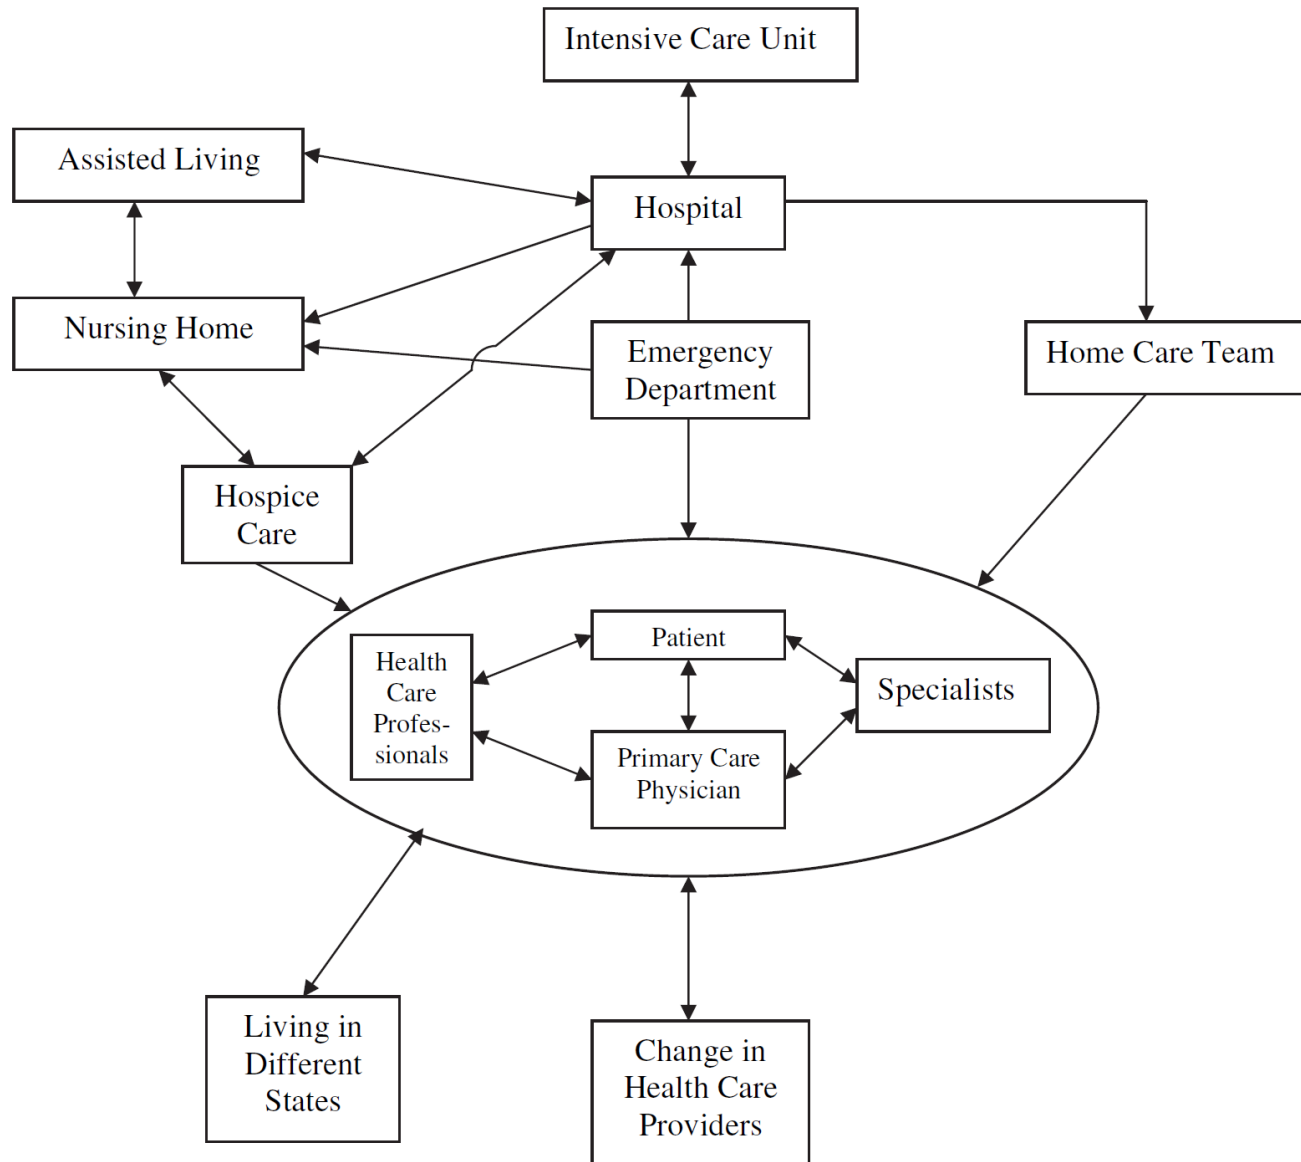 Intensive Care Unit
Assisted Living
Hospital
Nursing Home
Emergency
Department
Home Care Team
Hospice
Care
Patient
Health
Care
Profes-
sionals
Specialists
Primary Care
Physician
Living in
Different
States
Change in
Health Care
Providers